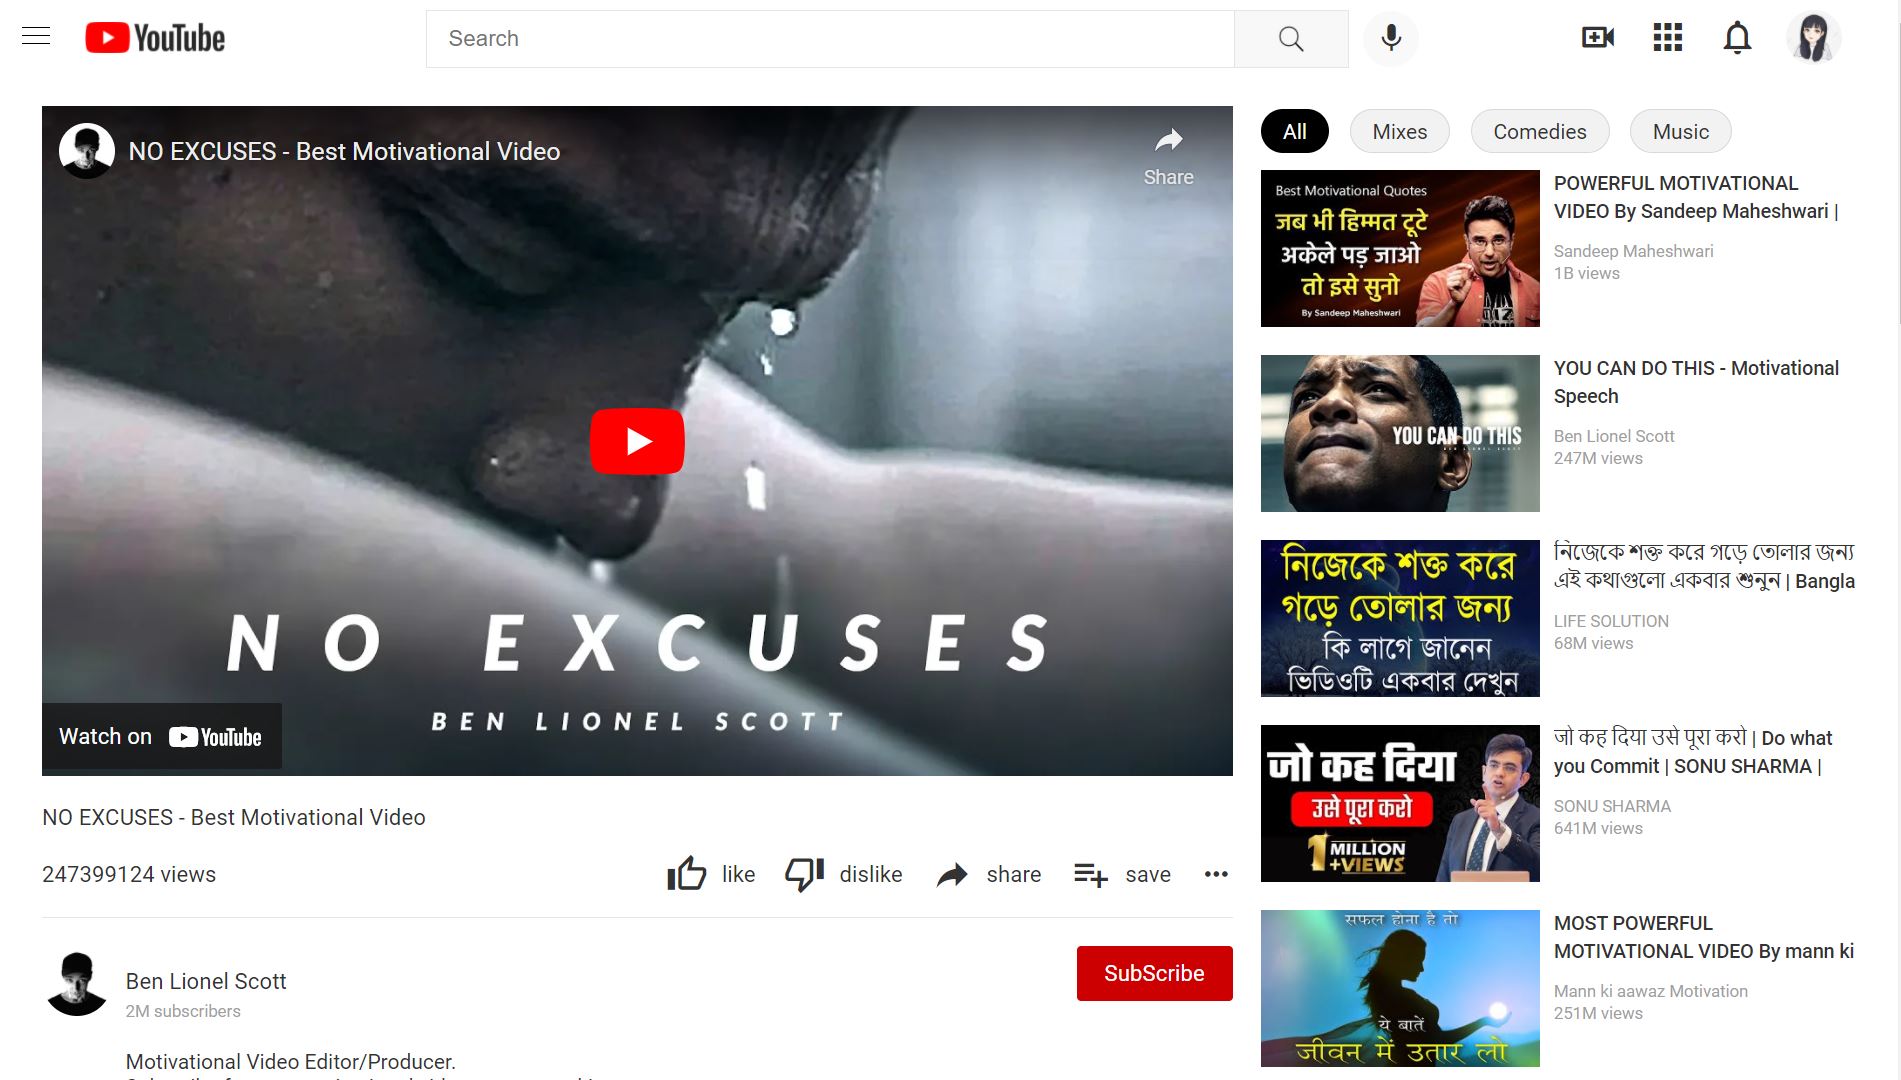 YouTube
Search
NO EXCUSES - Best Motivational Video
Share
NO EXCUSES
BEN LIONEL SCOTT
Watch on YouTube
NO EXCUSES - Best Motivational Video
247399124 views
like
dislike
share
save
Ben Lionel Scott
2M subscribers
SubScribe
Motivational Video Editor/Producer.
All
Mixes
Comedies
Music
Best Motivational Quotes
जब भी हिम्मत टूटे
अकेले पड़ जाओ
तो इसे सुनो
By Sandeep Maheshwari
POWERFUL MOTIVATIONAL
VIDEO By Sandeep Maheshwari |
Sandeep Maheshwari
1B views
YOU CAN DO THIS
BEN LIONEL SCOTT
YOU CAN DO THIS - Motivational
Speech
Ben Lionel Scott
247M views
নিজেকে শক্ত করে
গড়ে তোলার জন্য
কি লাগে জানেন
ভিডিওটি একবার দেখুন
নিজেকে শক্ত করে গড়ে তোলার জন্য
এই কথাগুলো একবার শুনুন | Bangla
LIFE SOLUTION
68M views
जो कह दिया
उसे पूरा करो
1 MILLION
+VIEWS
जो कह दिया उसे पूरा करो | Do what
you Commit | SONU SHARMA |
SONU SHARMA
641M views
सफल होना है तो
ये बातें
जीवन में उतार लो
MOST POWERFUL
MOTIVATIONAL VIDEO By mann ki
Mann ki aawaz Motivation
251M views